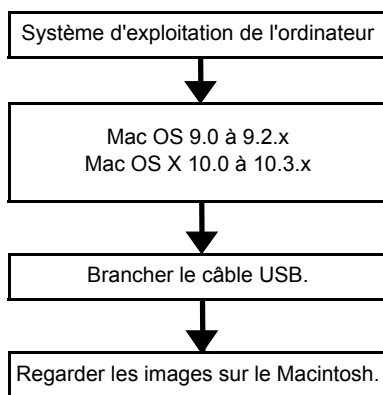 Système d'exploitation de l'ordinateur
Mac OS 9.0 à 9.2.x
Mac OS X 10.0 à 10.3.x
Brancher le câble USB.
Regarder les images sur le Macintosh.